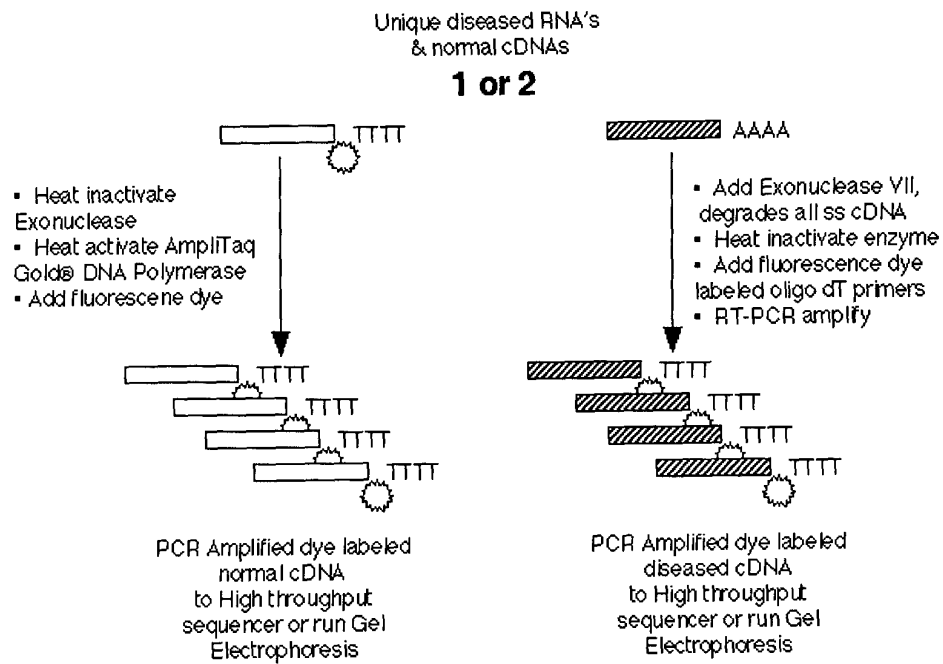 Unique diseased RNA's
& normal cDNAs
1 or 2
TTTT
AAAA
▪ Heat inactivate
Exonuclease
▪ Heat activate AmpliTaq
Gold® DNA Polymerase
▪ Add fluorescene dye
▪ Add Exonuclease VII,
degrades all ss cDNA
▪ Heat inactivate enzyme
▪ Add fluorescence dye
labeled oligo dT primers
▪ RT-PCR amplify
TTTT
TTTT
TTTT
TTTT
TTTT
TTTT
TTTT
TTTT
PCR Amplified dye labeled
normal cDNA
to High throughput
sequencer or run Gel
Electrophoresis
PCR Amplified dye labeled
diseased cDNA
to High throughput
sequencer or run Gel
Electrophoresis